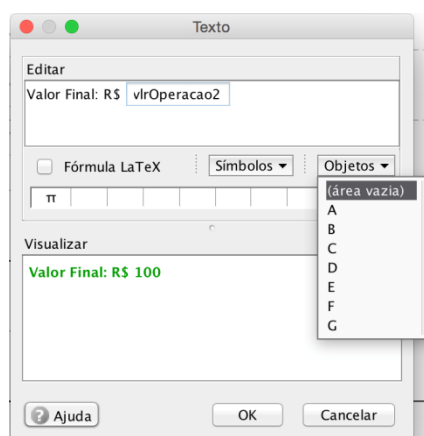 Texto
Editar
Valor Final: R$ vlrOperacao2
Fórmula LaTeX Símbolos Objetos
π
(área vazia)
A
B
C
D
E
F
G
Visualizar
Valor Final: R$ 100
? Ajuda OK Cancelar